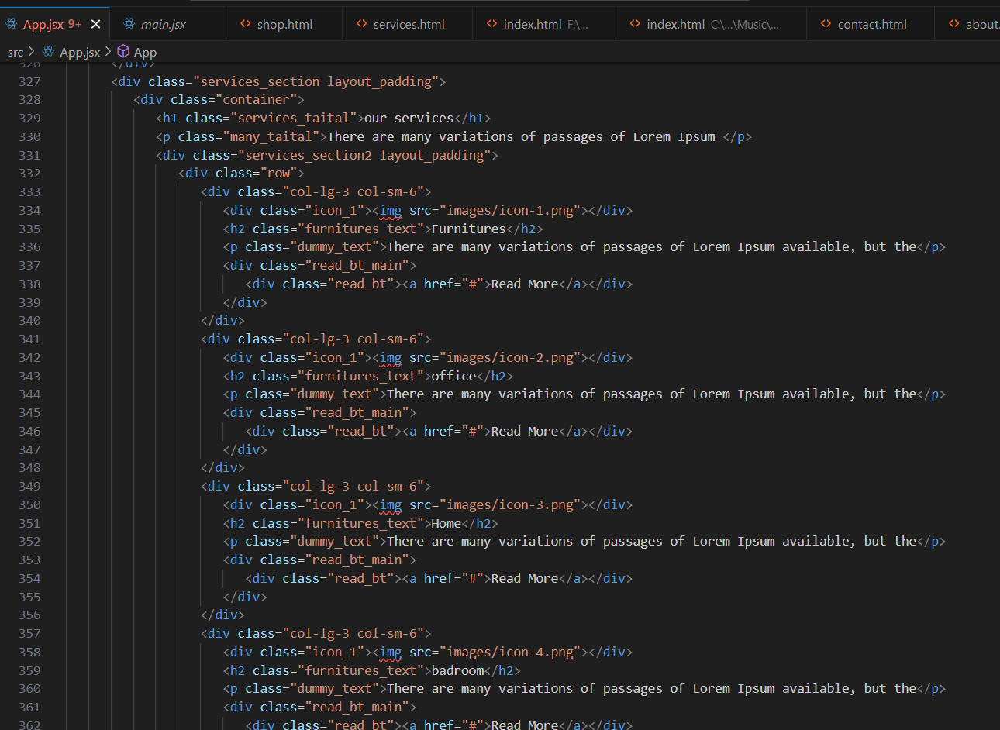 App.jsx 9+ main.jsx shop.html services.html index.html F:\... index.html C:\...\Music\... contact.html about.
src > App.jsx > App
326 </div>
327 <div class="services_section layout_padding">
328 <div class="container">
329 <h1 class="services_taital">our services</h1>
330 <p class="many_taital">There are many variations of passages of Lorem Ipsum </p>
331 <div class="services_section2 layout_padding">
332 <div class="row">
333 <div class="col-lg-3 col-sm-6">
334 <div class="icon_1"><img src="images/icon-1.png"></div>
335 <h2 class="furnitures_text">Furnitures</h2>
336 <p class="dummy_text">There are many variations of passages of Lorem Ipsum available, but the</p>
337 <div class="read_bt_main">
338 <div class="read_bt"><a href="#">Read More</a></div>
339 </div>
340 </div>
341 <div class="col-lg-3 col-sm-6">
342 <div class="icon_1"><img src="images/icon-2.png"></div>
343 <h2 class="furnitures_text">office</h2>
344 <p class="dummy_text">There are many variations of passages of Lorem Ipsum available, but the</p>
345 <div class="read_bt_main">
346 <div class="read_bt"><a href="#">Read More</a></div>
347 </div>
348 </div>
349 <div class="col-lg-3 col-sm-6">
350 <div class="icon_1"><img src="images/icon-3.png"></div>
351 <h2 class="furnitures_text">Home</h2>
352 <p class="dummy_text">There are many variations of passages of Lorem Ipsum available, but the</p>
353 <div class="read_bt_main">
354 <div class="read_bt"><a href="#">Read More</a></div>
355 </div>
356 </div>
357 <div class="col-lg-3 col-sm-6">
358 <div class="icon_1"><img src="images/icon-4.png"></div>
359 <h2 class="furnitures_text">badroom</h2>
360 <p class="dummy_text">There are many variations of passages of Lorem Ipsum available, but the</p>
361 <div class="read_bt_main">
362 <div class="read_bt"><a href="#">Read More</a></div>